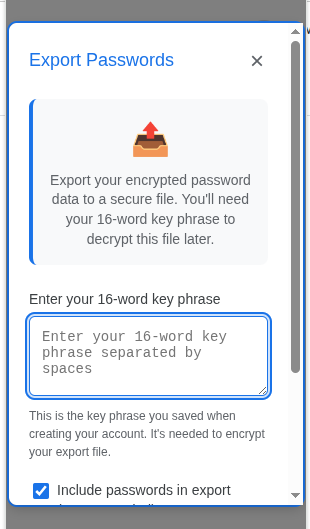 Export Passwords
×
Export your encrypted password
data to a secure file. You'll need
your 16-word key phrase to
decrypt this file later.
Enter your 16-word key phrase
Enter your 16-word key
phrase separated by
spaces
This is the key phrase you saved when
creating your account. It's needed to encrypt
your export file.
Include passwords in export